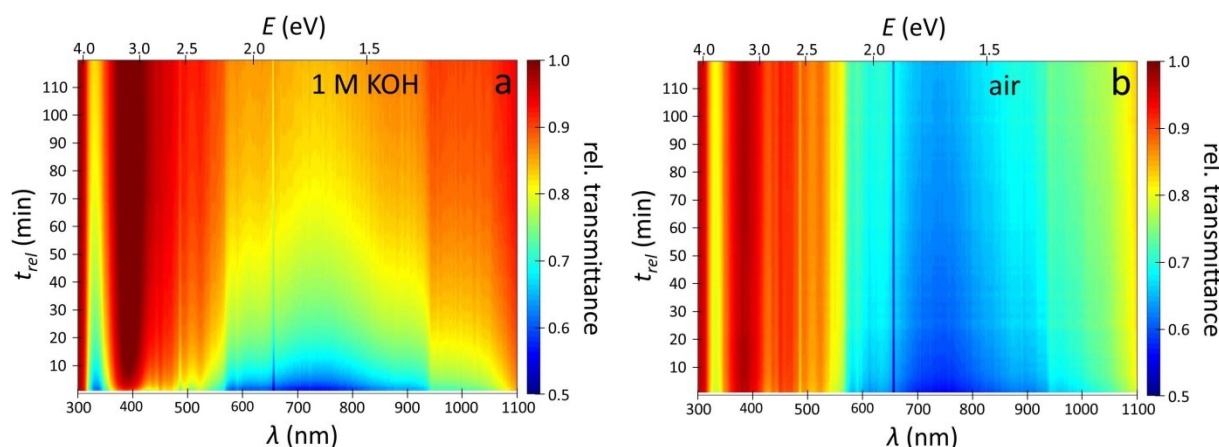 E (eV)
4.0 3.0 2.5 2.0 1.5
1 M KOH
a
110
100
90
80
70
60
50
40
30
20
10
t_rel (min)
300 400 500 600 700 800 900 1000 1100
λ (nm)
1.0
0.9
0.8
0.7
0.6
0.5
rel. transmittance
E (eV)
4.0 3.0 2.5 2.0 1.5
air
b
110
100
90
80
70
60
50
40
30
20
10
t_rel (min)
300 400 500 600 700 800 900 1000 1100
λ (nm)
1.0
0.9
0.8
0.7
0.6
0.5
rel. transmittance